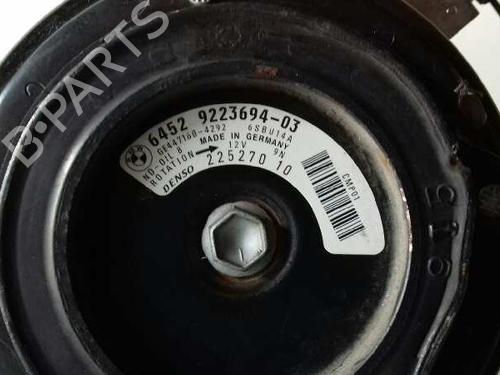 B-PARTS
6452 9223694-03
GE447160-4292 6SBU14A
ND-OIL 8 MADE IN GERMANY
ROTATION → 12V 9N
DENSO 225270 10
CMP01